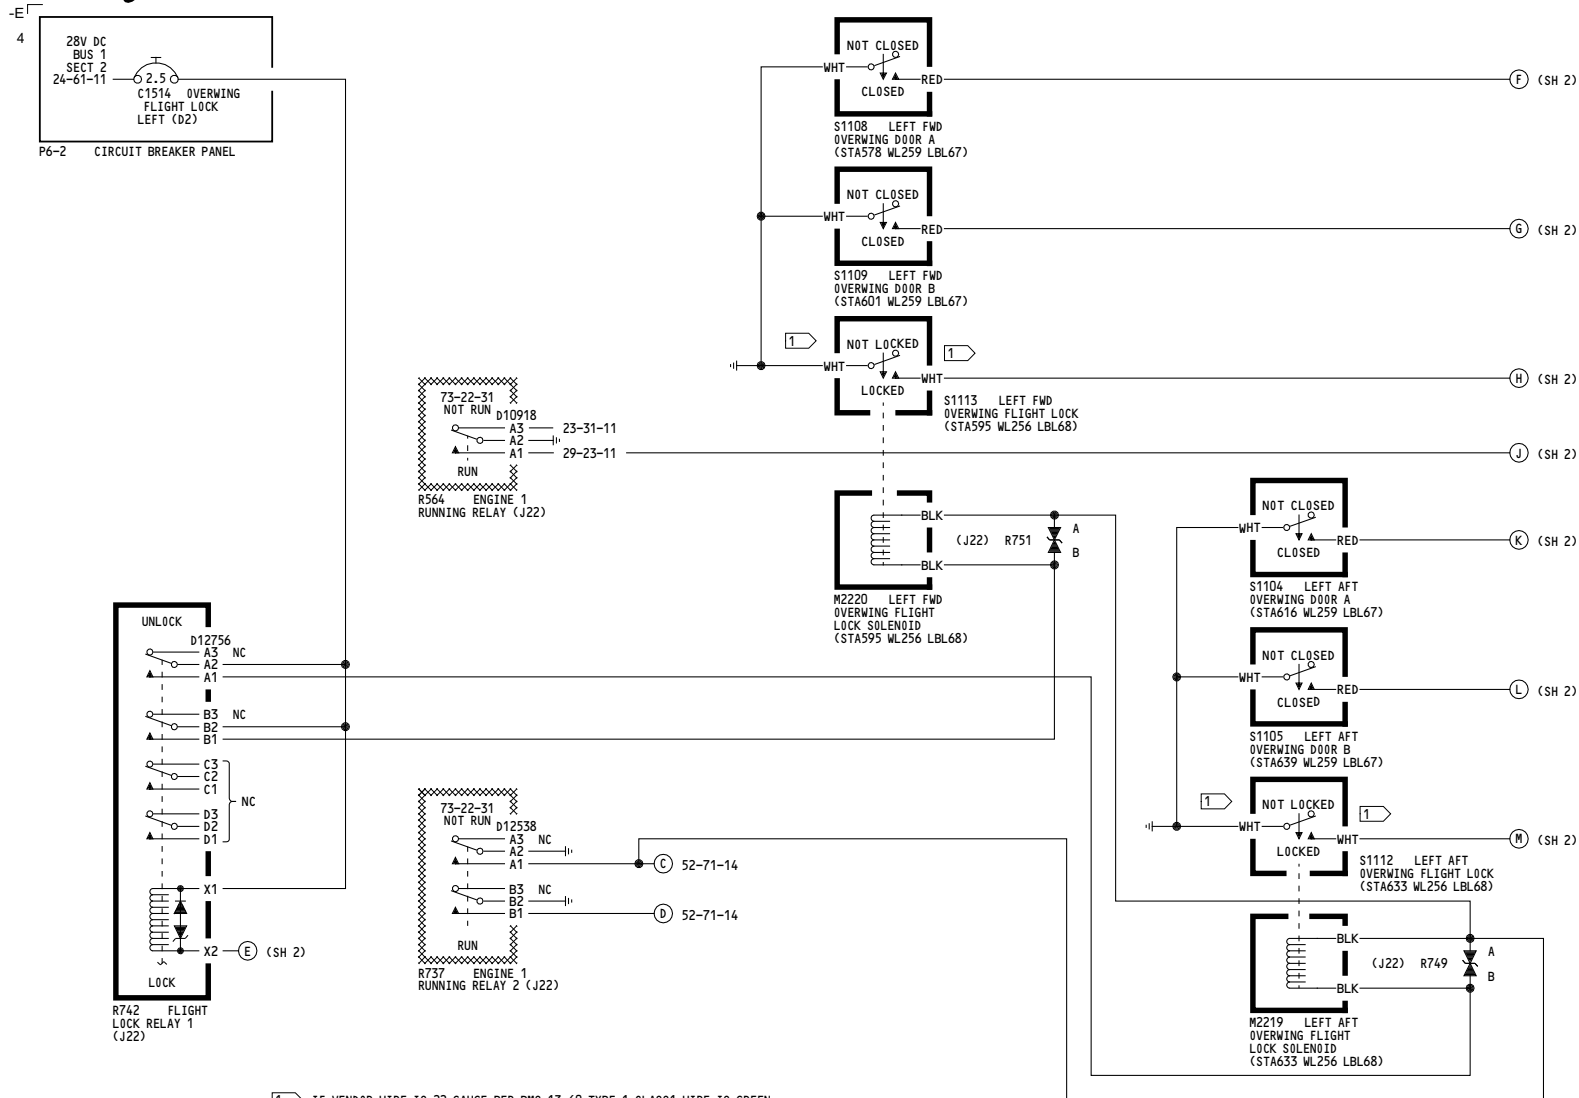 -E
4
28V DC
BUS 1
SECT 2
24-61-11
2.5
C1514 OVERWING
FLIGHT LOCK
LEFT (D2)
P6-2 CIRCUIT BREAKER PANEL
NOT CLOSED
WHT
RED
CLOSED
S1108 LEFT FWD
OVERWING DOOR A
(STA578 WL259 LBL67)
F (SH 2)
NOT CLOSED
WHT
RED
CLOSED
S1109 LEFT FWD
OVERWING DOOR B
(STA601 WL259 LBL67)
G (SH 2)
1
NOT LOCKED
1
WHT
WHT
LOCKED
S1113 LEFT FWD
OVERWING FLIGHT LOCK
(STA595 WL256 LBL68)
H (SH 2)
73-22-31
NOT RUN
D10918
A3 23-31-11
A2
A1 29-23-11
RUN
R564 ENGINE 1
RUNNING RELAY (J22)
J (SH 2)
BLK
(J22) R751
A
B
BLK
M2220 LEFT FWD
OVERWING FLIGHT
LOCK SOLENOID
(STA595 WL256 LBL68)
NOT CLOSED
WHT
RED
CLOSED
S1104 LEFT AFT
OVERWING DOOR A
(STA616 WL259 LBL67)
K (SH 2)
NOT CLOSED
WHT
RED
CLOSED
S1105 LEFT AFT
OVERWING DOOR B
(STA639 WL259 LBL67)
L (SH 2)
1
NOT LOCKED
1
WHT
WHT
LOCKED
S1112 LEFT AFT
OVERWING FLIGHT LOCK
(STA633 WL256 LBL68)
M (SH 2)
BLK
(J22) R749
A
B
BLK
M2219 LEFT AFT
OVERWING FLIGHT
LOCK SOLENOID
(STA633 WL256 LBL68)
UNLOCK
D12756
A3 NC
A2
A1
B3 NC
B2
B1
C3
C2
C1
NC
D3
D2
D1
X1
X2 E (SH 2)
LOCK
R742 FLIGHT
LOCK RELAY 1
(J22)
73-22-31
NOT RUN
D12538
A3 NC
A2
A1
C 52-71-14
B3 NC
B2
B1
D 52-71-14
RUN
R737 ENGINE 1
RUNNING RELAY 2 (J22)